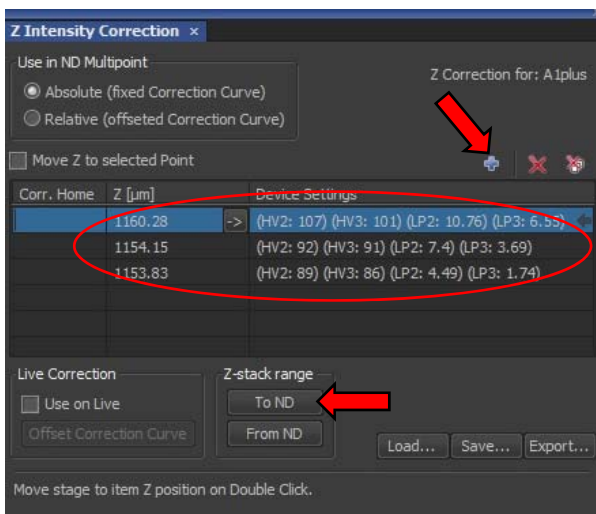 Z Intensity Correction ×
Use in ND Multipoint
Z Correction for: A1plus
Absolute (fixed Correction Curve)
Relative (offseted Correction Curve)
Move Z to selected Point
Corr. Home Z [µm] Device Settings
1160.28 -> (HV2: 107) (HV3: 101) (LP2: 10.76) (LP3: 6.55)
1154.15 (HV2: 92) (HV3: 91) (LP2: 7.4) (LP3: 3.69)
1153.83 (HV2: 89) (HV3: 86) (LP2: 4.49) (LP3: 1.74)
Live Correction Z-stack range
Use on Live To ND
Offset Correction Curve From ND Load... Save... Export...
Move stage to item Z position on Double Click.